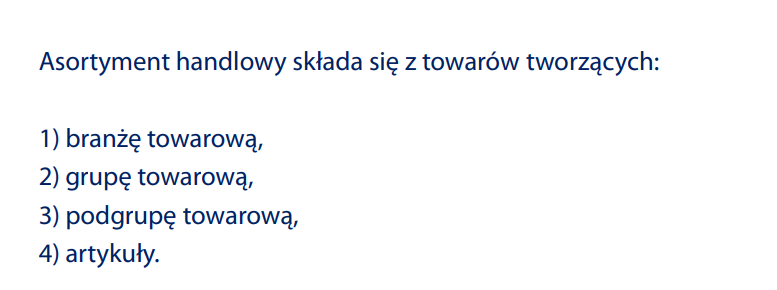 Asortyment handlowy składa się z towarów tworzących:
1) branżę towarową,
2) grupę towarową,
3) podgrupę towarową,
4) artykuły.